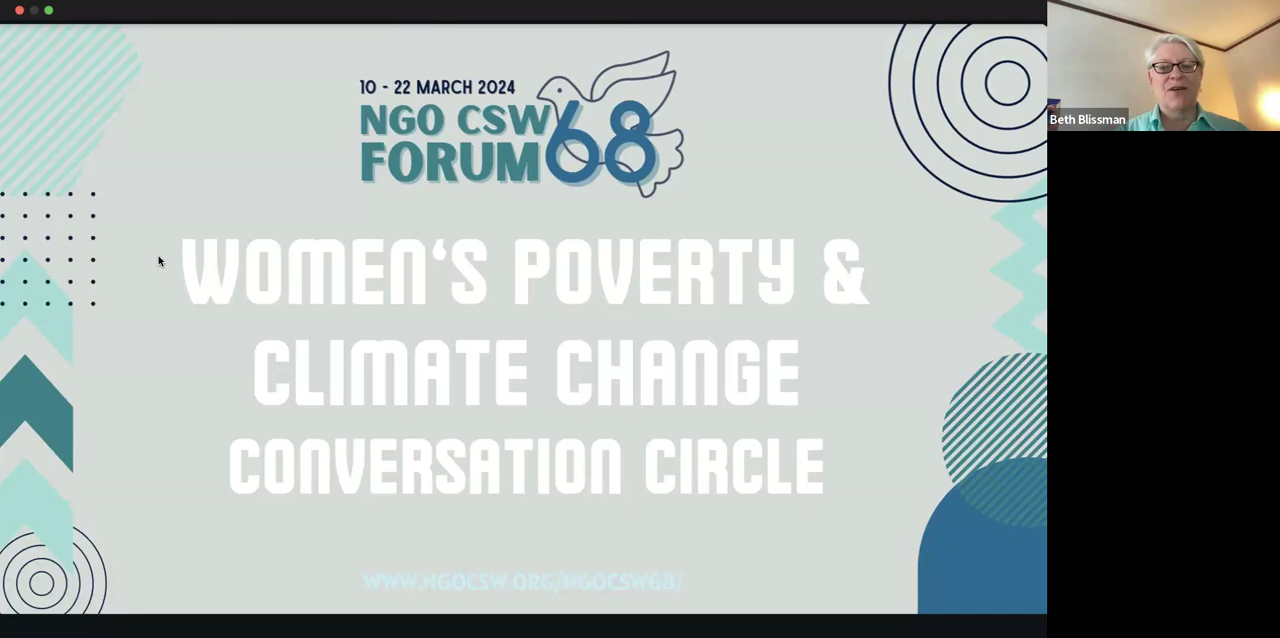 10 - 22 MARCH 2024
NGO CSW
FORUM
68
WOMEN‘S POVERTY &
CLIMATE CHANGE
CONVERSATION CIRCLE
WWW.NGOCSW.ORG/NGOCSW68/
Beth Blissman